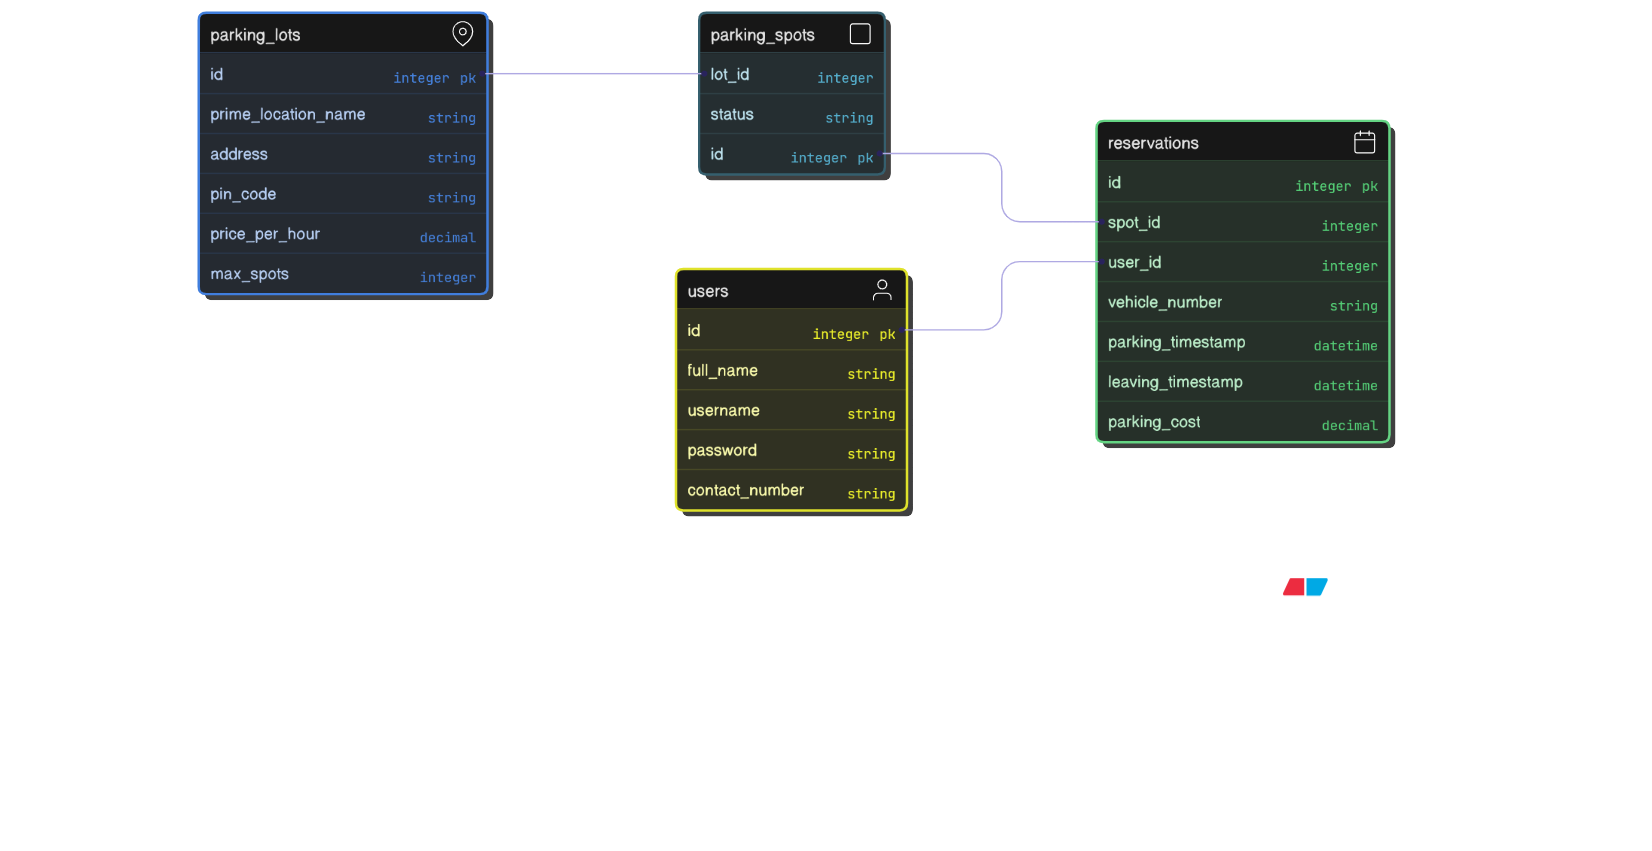 parking_lots
id integer pk
prime_location_name string
address string
pin_code string
price_per_hour decimal
max_spots integer
parking_spots
lot_id integer
status string
id integer pk
users
id integer pk
full_name string
username string
password string
contact_number string
reservations
id integer pk
spot_id integer
user_id integer
vehicle_number string
parking_timestamp datetime
leaving_timestamp datetime
parking_cost decimal